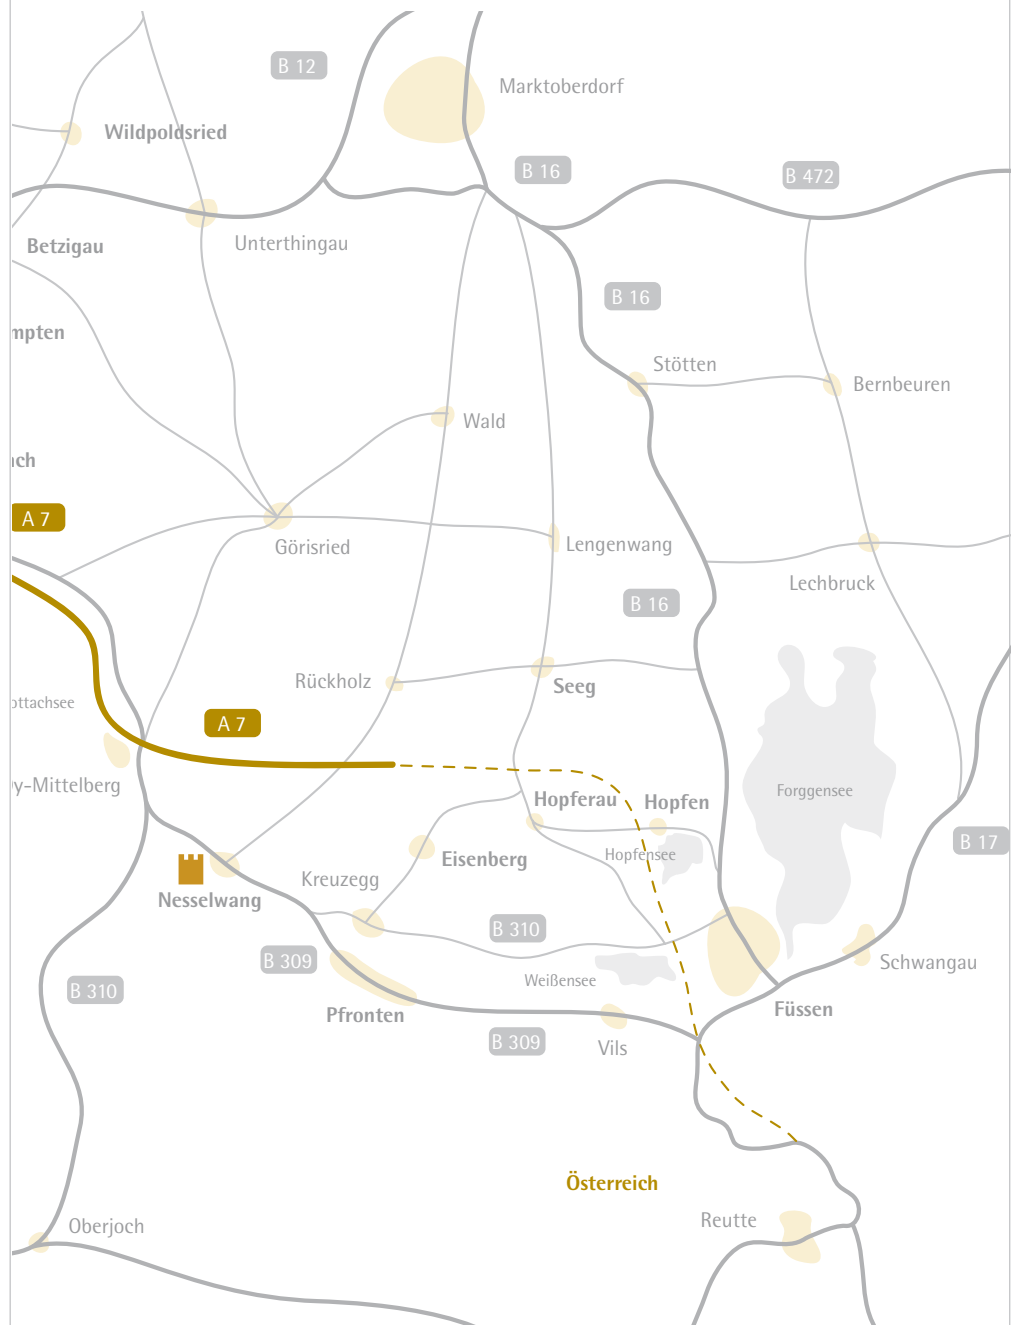 B 12
Marktoberdorf
Wildpoldsried
B 16
B 472
Unterthingau
Betzigau
B 16
mpten
Stötten
Bernbeuren
Wald
ach
A 7
Görisried
Lengenwang
Lechbruck
B 16
Rückholz
Seeg
ottachsee
A 7
y-Mittelberg
Hopferau
Hopfen
Forggensee
B 17
Hopfensee
Eisenberg
Kreuzegg
Nesselwang
B 310
B 309
Weißensee
Schwangau
B 310
Pfronten
Füssen
B 309
Vils
Österreich
Reutte
Oberjoch